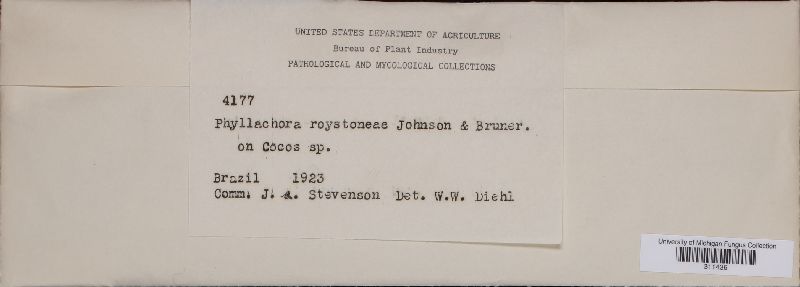 UNITED STATES DEPARTMENT OF AGRICULTURE
Bureau of Plant Industry
PATHOLOGICAL AND MYCOLOGICAL COLLECTIONS
4177
Phyllachora roystoneae Johnson & Bruner.
on Cocos sp.
Brazil 1923
Comm. J. A. Stevenson Det. W.W. Diehl
University of Michigan Fungus Collection
311436